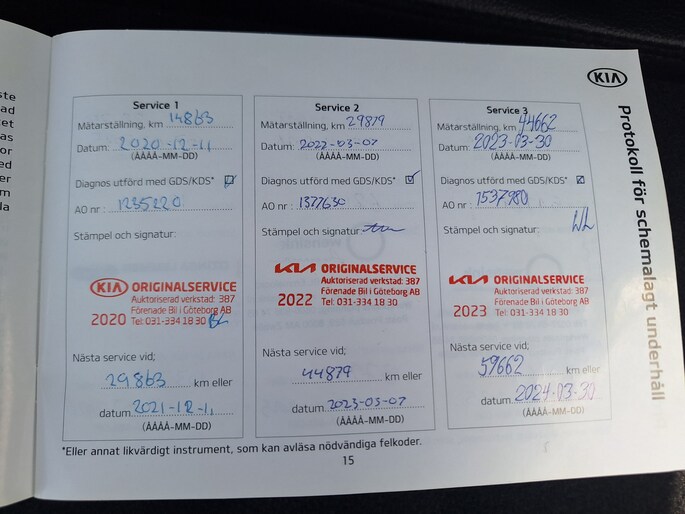 KIA
Protokoll för schemalagt underhåll
Service 1
Mätarställning, km 14863
Datum: 2020-12-11
(ÅÅÅÅ-MM-DD)
Diagnos utförd med GDS/KDS*
AO nr : 1235220
Stämpel och signatur:
KIA ORIGINALSERVICE
Auktoriserad verkstad: 387
Förenade Bil i Göteborg AB
2020 Tel: 031-334 18 30
Nästa service vid;
29863 km eller
datum 2021-12-11
(ÅÅÅÅ-MM-DD)
Service 2
Mätarställning, km 29879
Datum: 2022-03-07
(ÅÅÅÅ-MM-DD)
Diagnos utförd med GDS/KDS*
AO nr : 1377630
Stämpel och signatur:
KIA ORIGINALSERVICE
Auktoriserad verkstad: 387
2022 Förenade Bil i Göteborg AB
Tel: 031-334 18 30
Nästa service vid;
44879 km eller
datum 2023-03-07
(ÅÅÅÅ-MM-DD)
Service 3
Mätarställning, km 44662
Datum: 2023-03-30
(ÅÅÅÅ-MM-DD)
Diagnos utförd med GDS/KDS*
AO nr : 1537980
Stämpel och signatur:
KIA ORIGINALSERVICE
Auktoriserad verkstad: 387
2023 Förenade Bil i Göteborg AB
Tel: 031-334 18 30
Nästa service vid;
59662 km eller
datum 2024-03-30
(ÅÅÅÅ-MM-DD)
*Eller annat likvärdigt instrument, som kan avläsa nödvändiga felkoder.
15